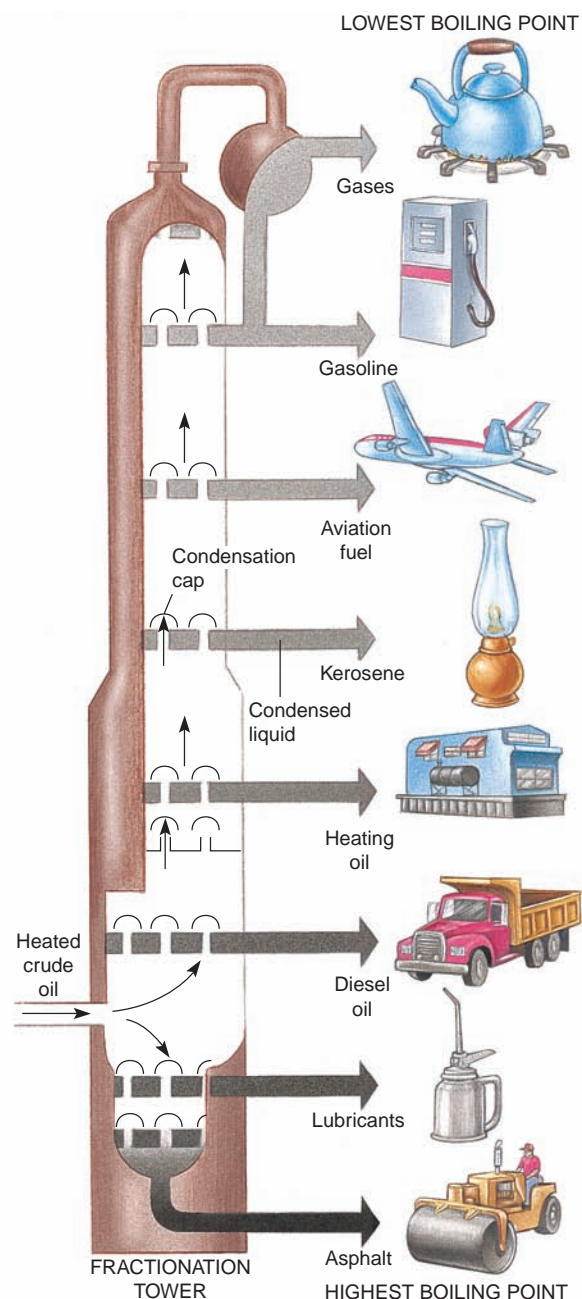 LOWEST BOILING POINT
Gases
Gasoline
Aviation
fuel
Condensation
cap
Kerosene
Condensed
liquid
Heating
oil
Heated
crude
oil
Diesel
oil
Lubricants
Asphalt
FRACTIONATION
TOWER
HIGHEST BOILING POINT